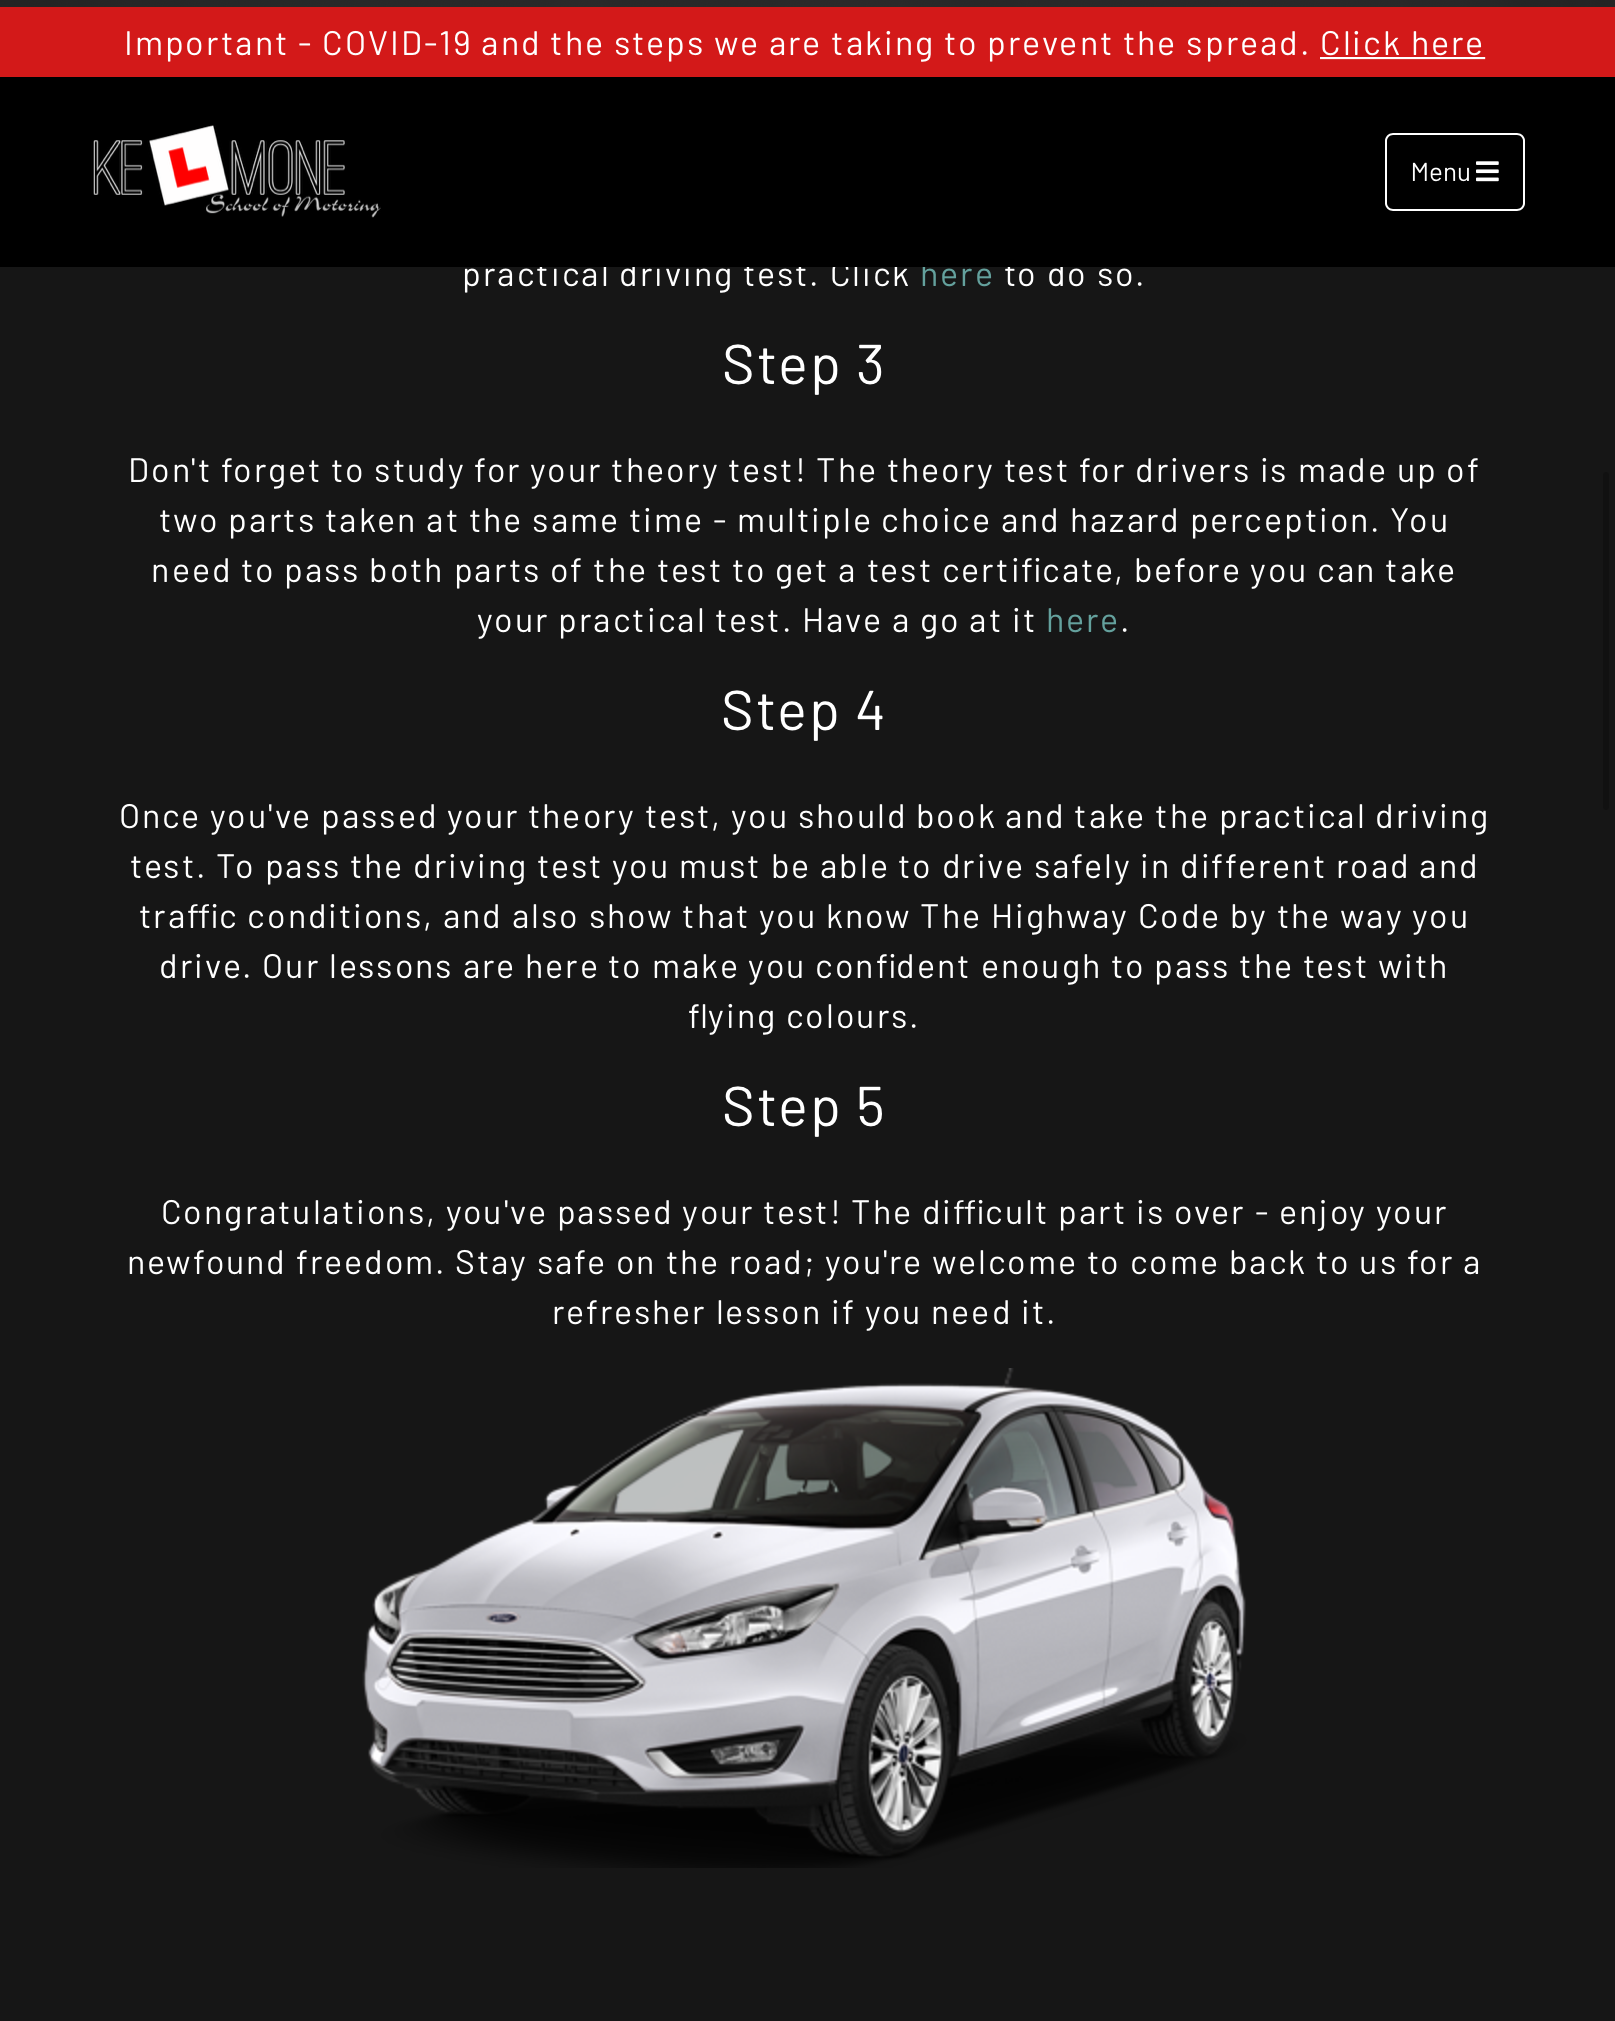 Important - COVID-19 and the steps we are taking to prevent the spread. Click here
KELMONE
School of Motoring
Menu
practical driving test. Click here to do so.
Step 3
Don't forget to study for your theory test! The theory test for drivers is made up of
two parts taken at the same time - multiple choice and hazard perception. You
need to pass both parts of the test to get a test certificate, before you can take
your practical test. Have a go at it here.
Step 4
Once you've passed your theory test, you should book and take the practical driving
test. To pass the driving test you must be able to drive safely in different road and
traffic conditions, and also show that you know The Highway Code by the way you
drive. Our lessons are here to make you confident enough to pass the test with
flying colours.
Step 5
Congratulations, you've passed your test! The difficult part is over - enjoy your
newfound freedom. Stay safe on the road; you're welcome to come back to us for a
refresher lesson if you need it.